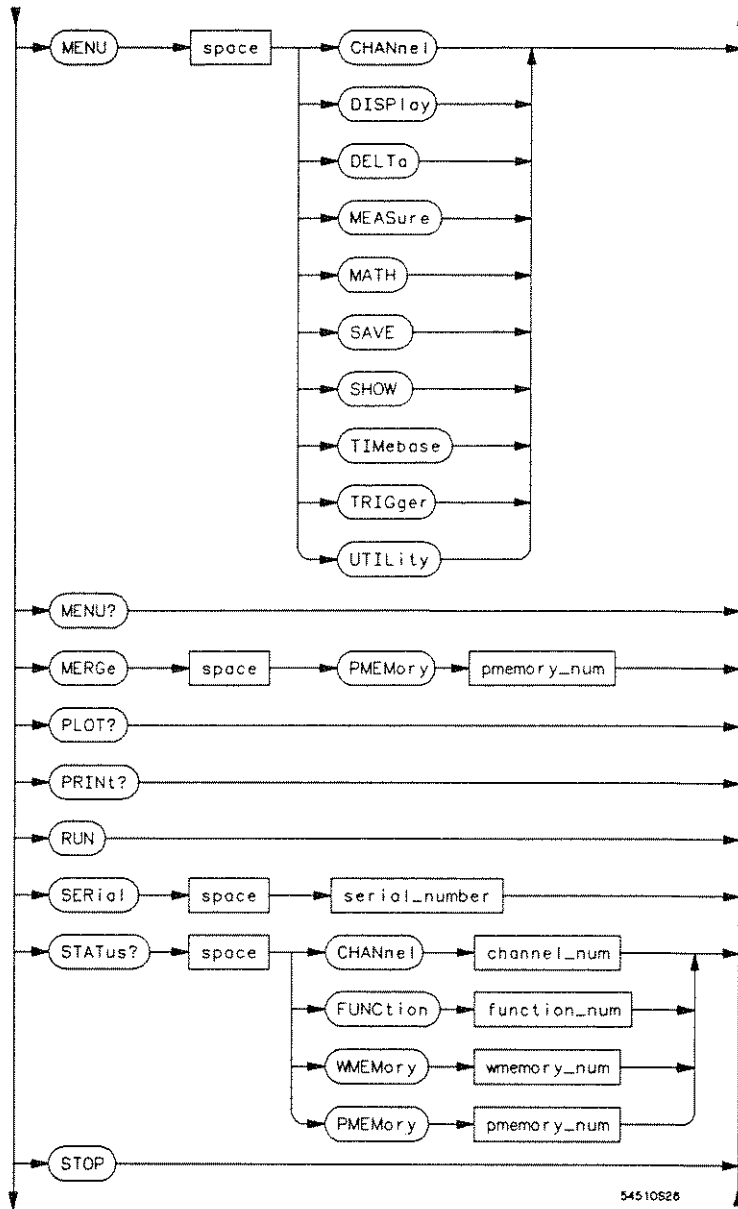 MENU space CHANnel
DISPlay
DELTa
MEASure
MATH
SAVE
SHOW
TIMebase
TRIGger
UTILity
MENU?
MERGe space PMEMory pmemory_num
PLOT?
PRINt?
RUN
SERial space serial_number
STATus? space CHANnel channel_num
FUNCtion function_num
WMEMory wmemory_num
PMEMory pmemory_num
STOP
54510S28